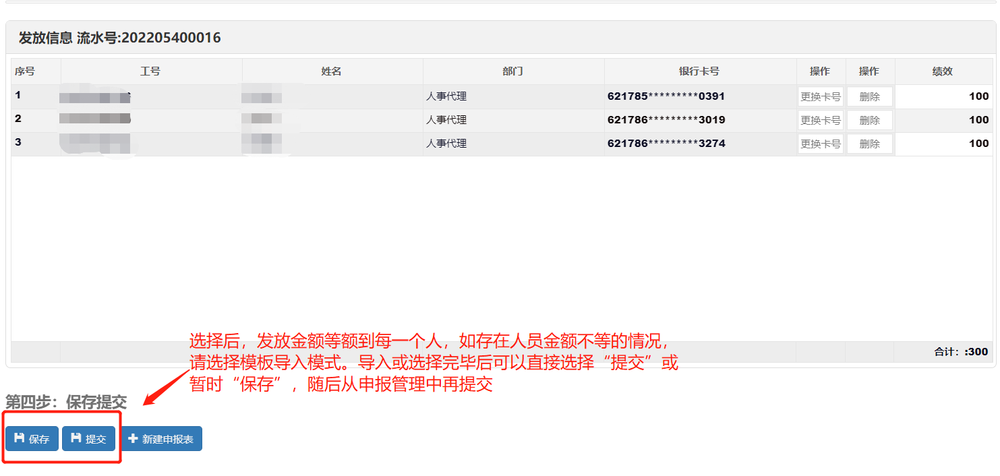 发放信息 流水号:202205400016
序号 工号 姓名 部门 银行卡号 操作 操作 绩效
1 人事代理 621785*********0391 更换卡号 删除 100
2 人事代理 621786*********3019 更换卡号 删除 100
3 人事代理 621786*********3274 更换卡号 删除 100
合计：:300
选择后，发放金额等额到每一个人，如存在人员金额不等的情况，
请选择模板导入模式。导入或选择完毕后可以直接选择“提交”或
暂时“保存”，随后从申报管理中再提交
第四步：保存提交
保存 提交 新建申报表